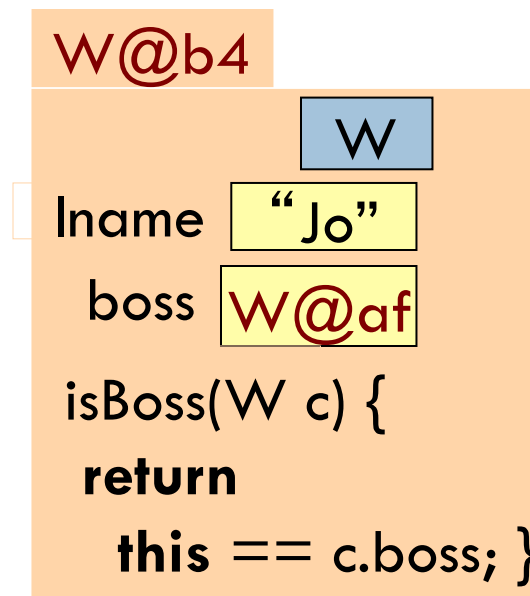 W@b4
W
lname “Jo”
boss W@af
isBoss(W c) {
return
this == c.boss; }